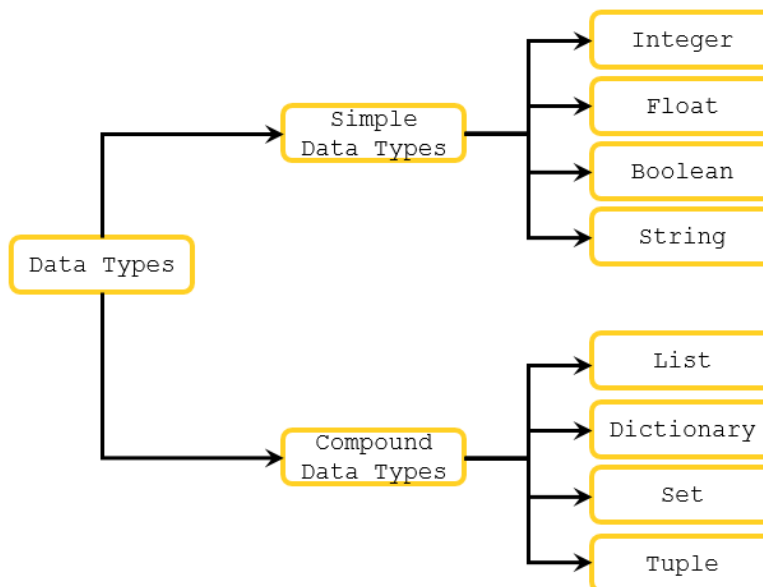 Integer
Float
Boolean
String
Simple
Data Types
Data Types
List
Dictionary
Set
Tuple
Compound
Data Types